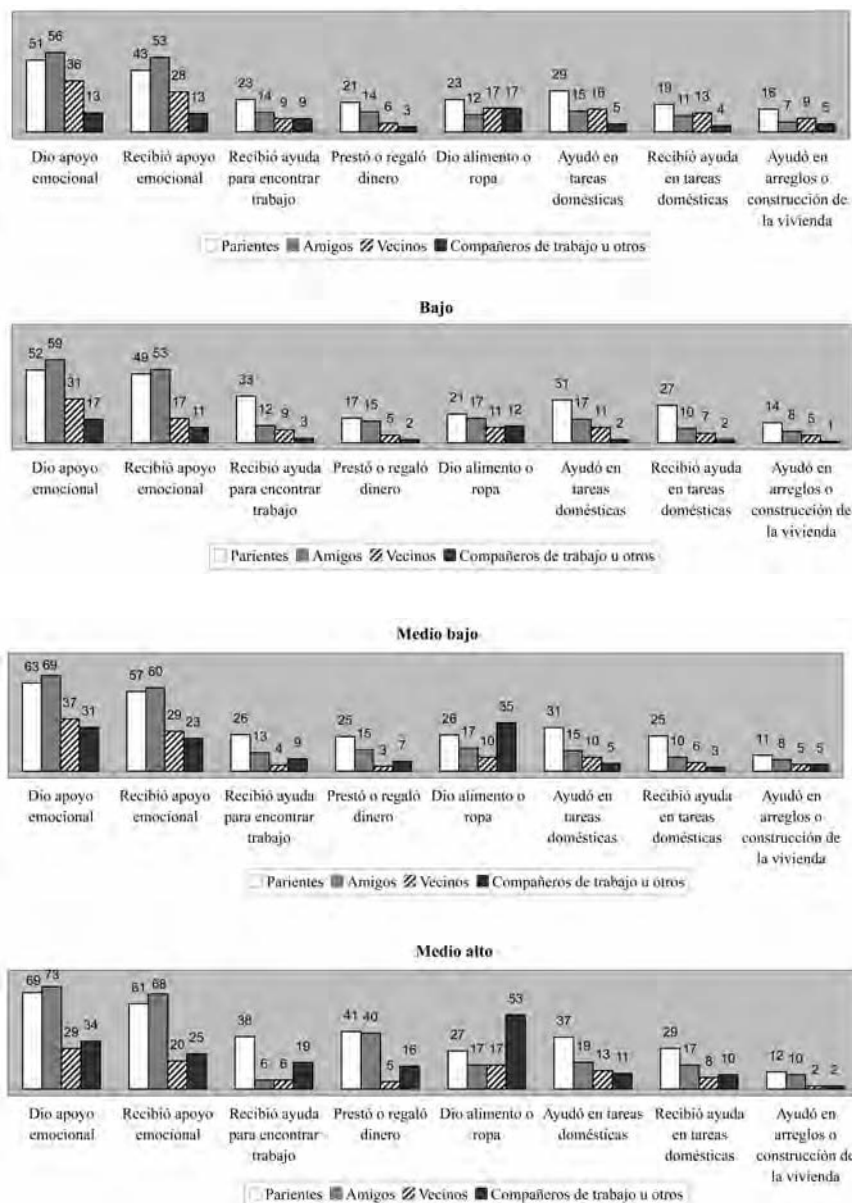 51 56 36 13 43 53 28 13 23 14 9 9 21 14 6 3 23 12 17 17 29 15 16 5 19 11 13 4 16 7 9 5
Dio apoyo emocional
Recibió apoyo emocional
Recibió ayuda para encontrar trabajo
Prestó o regaló dinero
Dio alimento o ropa
Ayudó en tareas domésticas
Recibió ayuda en tareas domésticas
Ayudó en arreglos o construcción de la vivienda
Parientes Amigos Vecinos Compañeros de trabajo u otros
Bajo
52 59 31 17 49 53 17 11 33 12 9 3 17 15 5 2 21 17 11 12 51 17 11 2 27 10 7 2 14 8 5 1
Dio apoyo emocional
Recibió apoyo emocional
Recibió ayuda para encontrar trabajo
Prestó o regaló dinero
Dio alimento o ropa
Ayudó en tareas domésticas
Recibió ayuda en tareas domésticas
Ayudó en arreglos o construcción de la vivienda
Parientes Amigos Vecinos Compañeros de trabajo u otros
Medio bajo
63 69 37 31 57 60 29 23 26 13 4 9 25 15 3 7 26 17 10 35 31 15 10 5 25 10 6 3 11 8 5 5
Dio apoyo emocional
Recibió apoyo emocional
Recibió ayuda para encontrar trabajo
Prestó o regaló dinero
Dio alimento o ropa
Ayudó en tareas domésticas
Recibió ayuda en tareas domésticas
Ayudó en arreglos o construcción de la vivienda
Parientes Amigos Vecinos Compañeros de trabajo u otros
Medio alto
69 73 29 34 61 68 20 25 38 6 6 19 41 40 5 16 27 17 17 53 37 19 13 11 29 17 8 10 12 10 2 2
Dio apoyo emocional
Recibió apoyo emocional
Recibió ayuda para encontrar trabajo
Prestó o regaló dinero
Dio alimento o ropa
Ayudó en tareas domésticas
Recibió ayuda en tareas domésticas
Ayudó en arreglos o construcción de la vivienda
Parientes Amigos Vecinos Compañeros de trabajo u otros